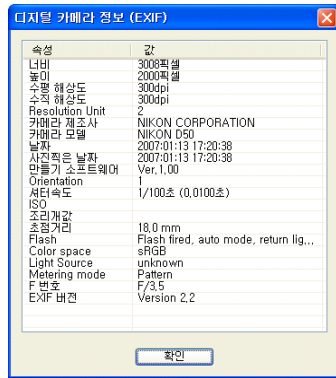 디지털 카메라 정보 (EXIF)
속성 값
너비 3008픽셀
높이 2000픽셀
수평 해상도 300dpi
수직 해상도 300dpi
Resolution Unit 2
카메라 제조사 NIKON CORPORATION
카메라 모델 NIKON D50
날짜 2007:01:13 17:20:38
사진찍은 날짜 2007:01:13 17:20:38
만들기 소프트웨어 Ver.1.00
Orientation 1
셔터속도 1/100초 (0.0100초)
ISO
조리개값
초점거리 18.0 mm
Flash Flash fired, auto mode, return lig...
Color space sRGB
Light Source unknown
Metering mode Pattern
F 번호 F/3.5
EXIF 버전 Version 2.2
확인